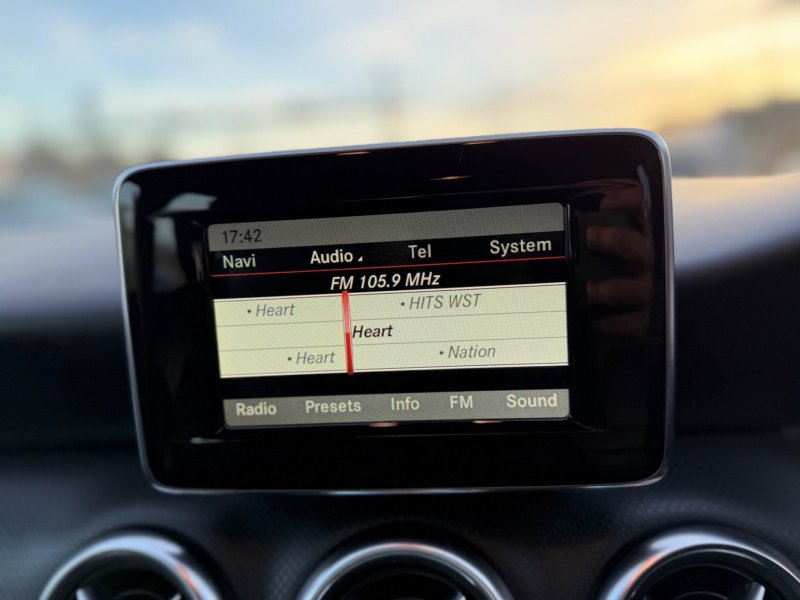 17:42
Navi Audio Tel System
FM 105.9 MHz
• Heart • HITS WST
Heart
• Heart • Nation
Radio Presets Info FM Sound